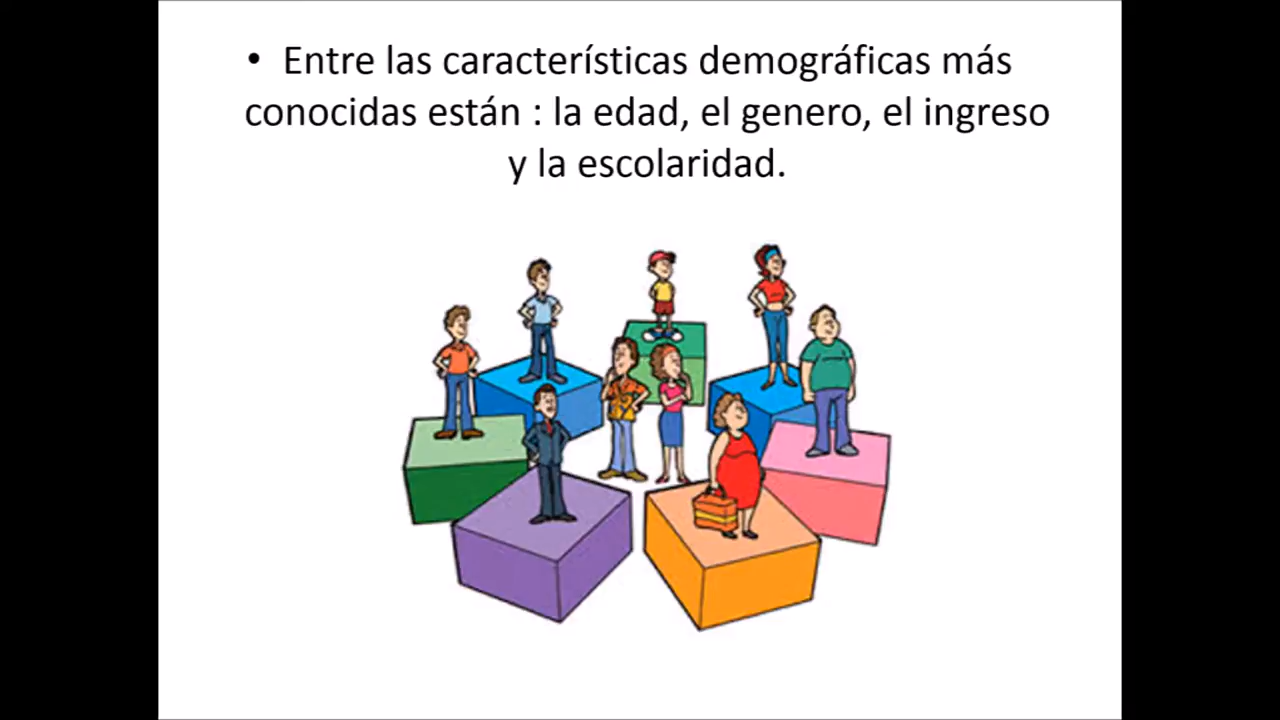 • Entre las características demográficas más
conocidas están : la edad, el genero, el ingreso
y la escolaridad.